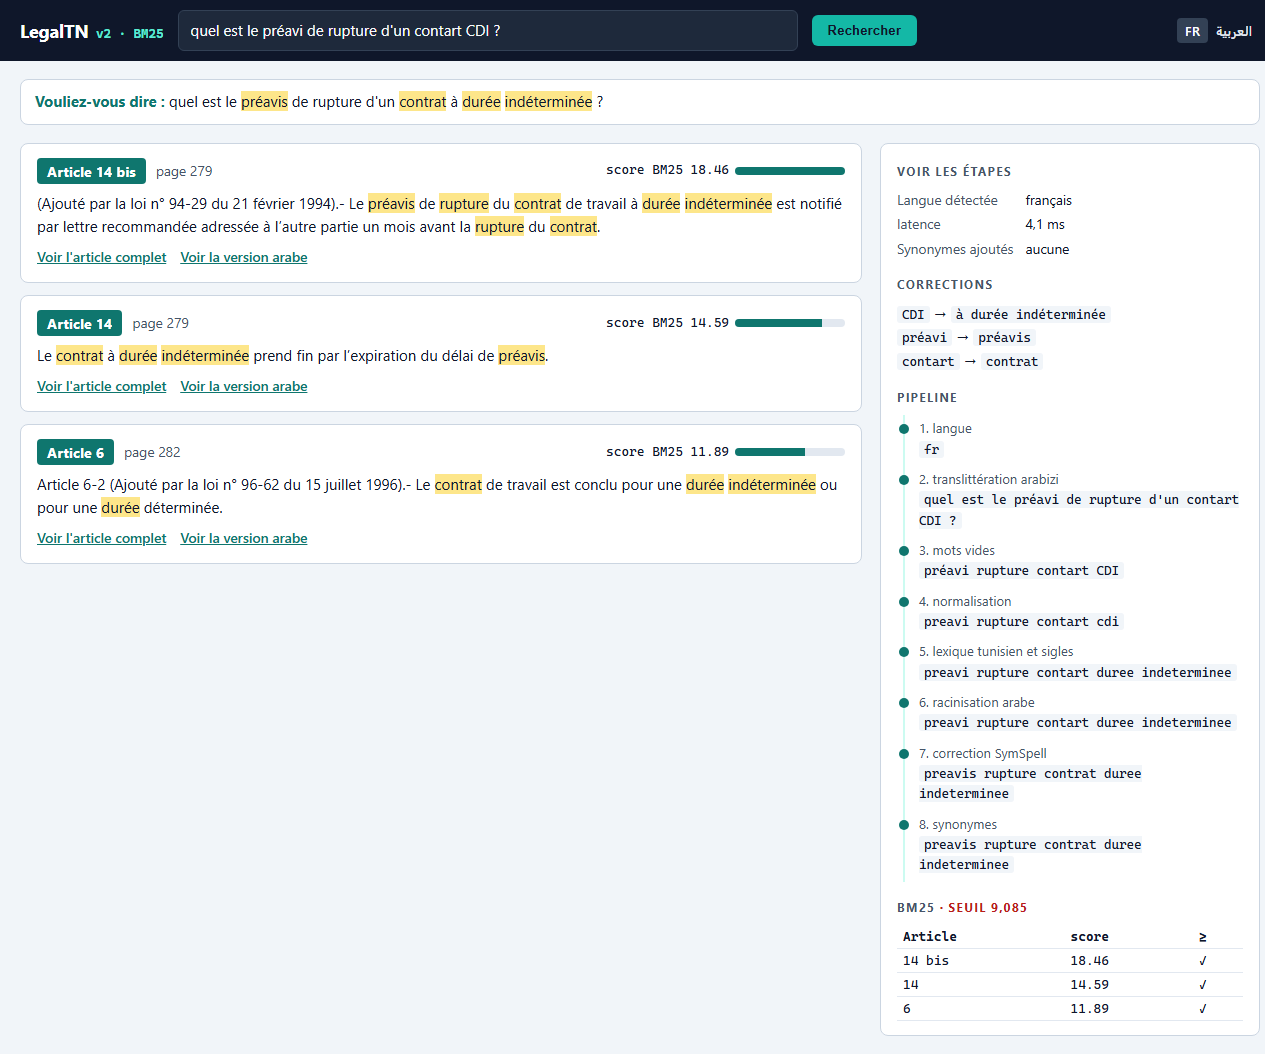 LegalTN v2 · BM25
quel est le préavi de rupture d'un contart CDI ?
Rechercher
FR العربية
Vouliez-vous dire : quel est le préavis de rupture d'un contrat à durée indéterminée ?
Article 14 bis page 279 score BM25 18.46
(Ajouté par la loi n° 94-29 du 21 février 1994).- Le préavis de rupture du contrat de travail à durée indéterminée est notifié
par lettre recommandée adressée à l'autre partie un mois avant la rupture du contrat.
Voir l'article complet Voir la version arabe
Article 14 page 279 score BM25 14.59
Le contrat à durée indéterminée prend fin par l'expiration du délai de préavis.
Voir l'article complet Voir la version arabe
Article 6 page 282 score BM25 11.89
Article 6-2 (Ajouté par la loi n° 96-62 du 15 juillet 1996).- Le contrat de travail est conclu pour une durée indéterminée ou
pour une durée déterminée.
Voir l'article complet Voir la version arabe
VOIR LES ÉTAPES
Langue détectée français
latence 4,1 ms
Synonymes ajoutés aucune
CORRECTIONS
CDI → à durée indéterminée
préavi → préavis
contart → contrat
PIPELINE
1. langue
fr
2. translittération arabizi
quel est le préavi de rupture d'un contart
CDI ?
3. mots vides
préavi rupture contart CDI
4. normalisation
preavi rupture contart cdi
5. lexique tunisien et sigles
preavi rupture contart duree indeterminee
6. racinisation arabe
preavi rupture contart duree indeterminee
7. correction SymSpell
preavis rupture contrat duree
indeterminee
8. synonymes
preavis rupture contrat duree
indeterminee
BM25 · SEUIL 9,085
Article score ≥
14 bis 18.46 ✓
14 14.59 ✓
6 11.89 ✓